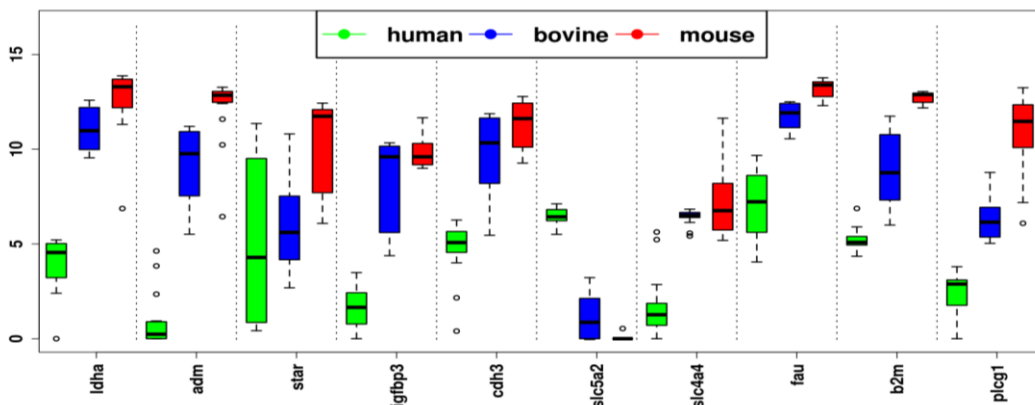 human bovine mouse
15
10
5
0
ldha adm star igfbp3 cdh3 slc5a2 slc4a4 fau b2m plcg1